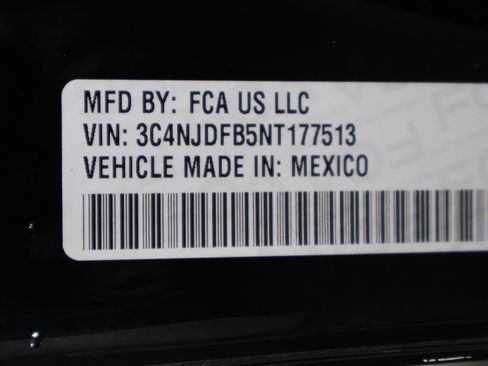 MFD BY: FCA US LLC
VIN: 3C4NJDFB5NT177513
VEHICLE MADE IN: MEXICO